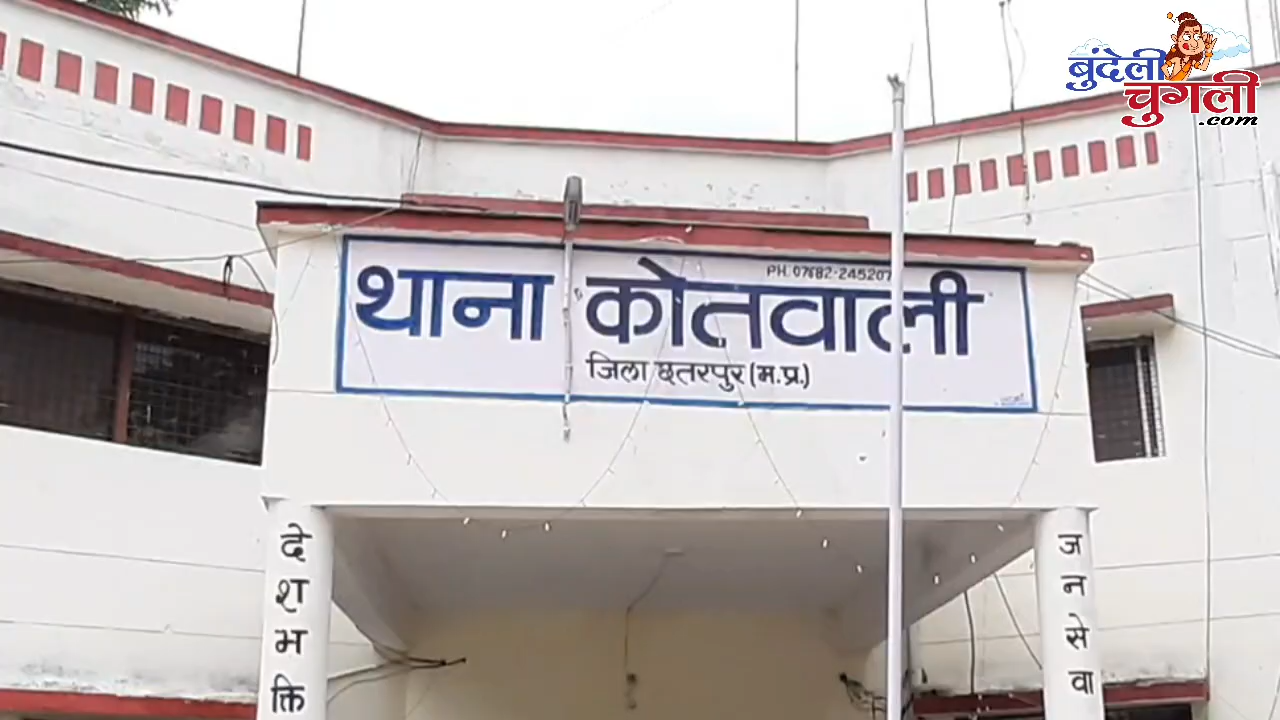 बुंदेली
चुगली
.com
PH. 07682-245207
थाना कोतवाली
जिला छतरपुर (म.प्र.)
देशभक्ति
जनसेवा